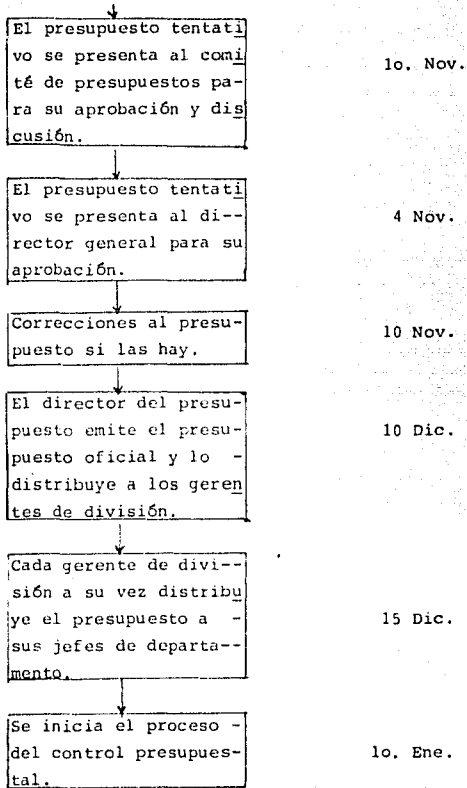 El presupuesto tentati
vo se presenta al comi
té de presupuestos pa-
ra su aprobación y dis
cusión.
1o. Nov.
El presupuesto tentati
vo se presenta al di--
rector general para su
aprobación.
4 Nov.
Correcciones al presu-
puesto si las hay.
10 Nov.
El director del presu-
puesto emite el presu-
puesto oficial y lo -
distribuye a los geren
tes de división.
10 Dic.
Cada gerente de divi--
sión a su vez distribu
ye el presupuesto a -
sus jefes de departa--
mento.
15 Dic.
Se inicia el proceso -
del control presupues-
tal.
1o. Ene.